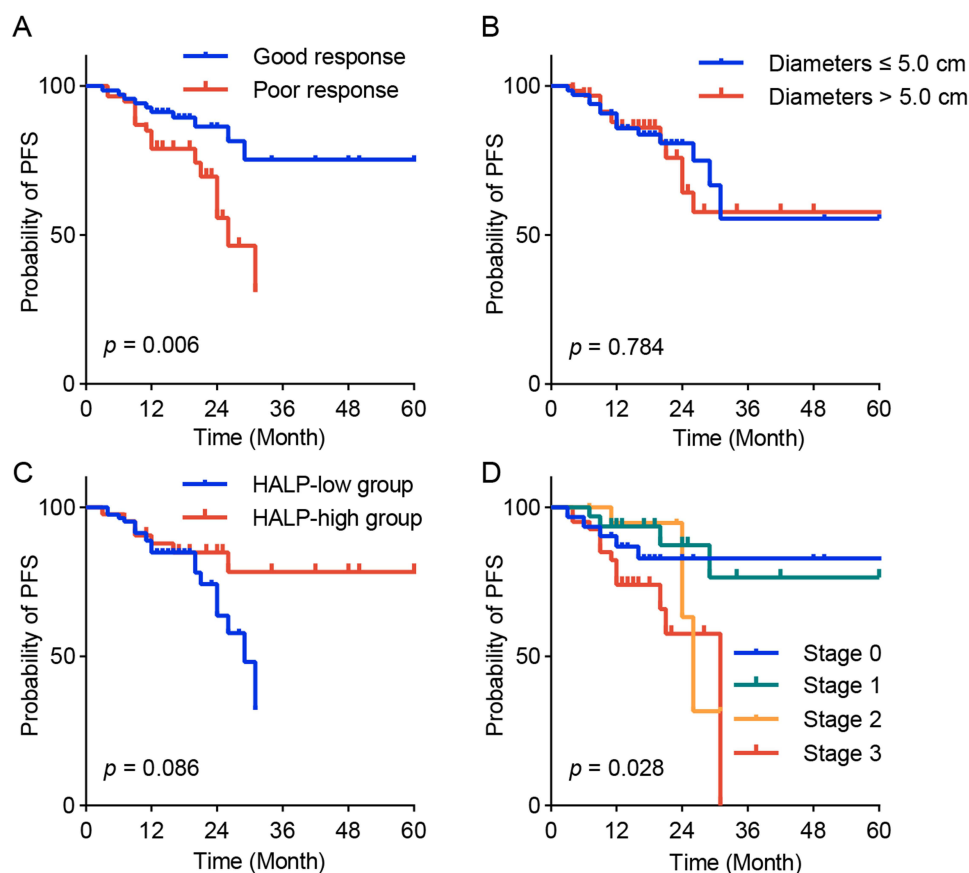 A
Good response
Poor response
Probability of PFS
100
50
0
p = 0.006
0 12 24 36 48 60
Time (Month)
B
Diameters ≤ 5.0 cm
Diameters > 5.0 cm
Probability of PFS
100
50
0
p = 0.784
0 12 24 36 48 60
Time (Month)
C
HALP-low group
HALP-high group
Probability of PFS
100
50
0
p = 0.086
0 12 24 36 48 60
Time (Month)
D
Probability of PFS
100
50
0
Stage 0
Stage 1
Stage 2
Stage 3
p = 0.028
0 12 24 36 48 60
Time (Month)